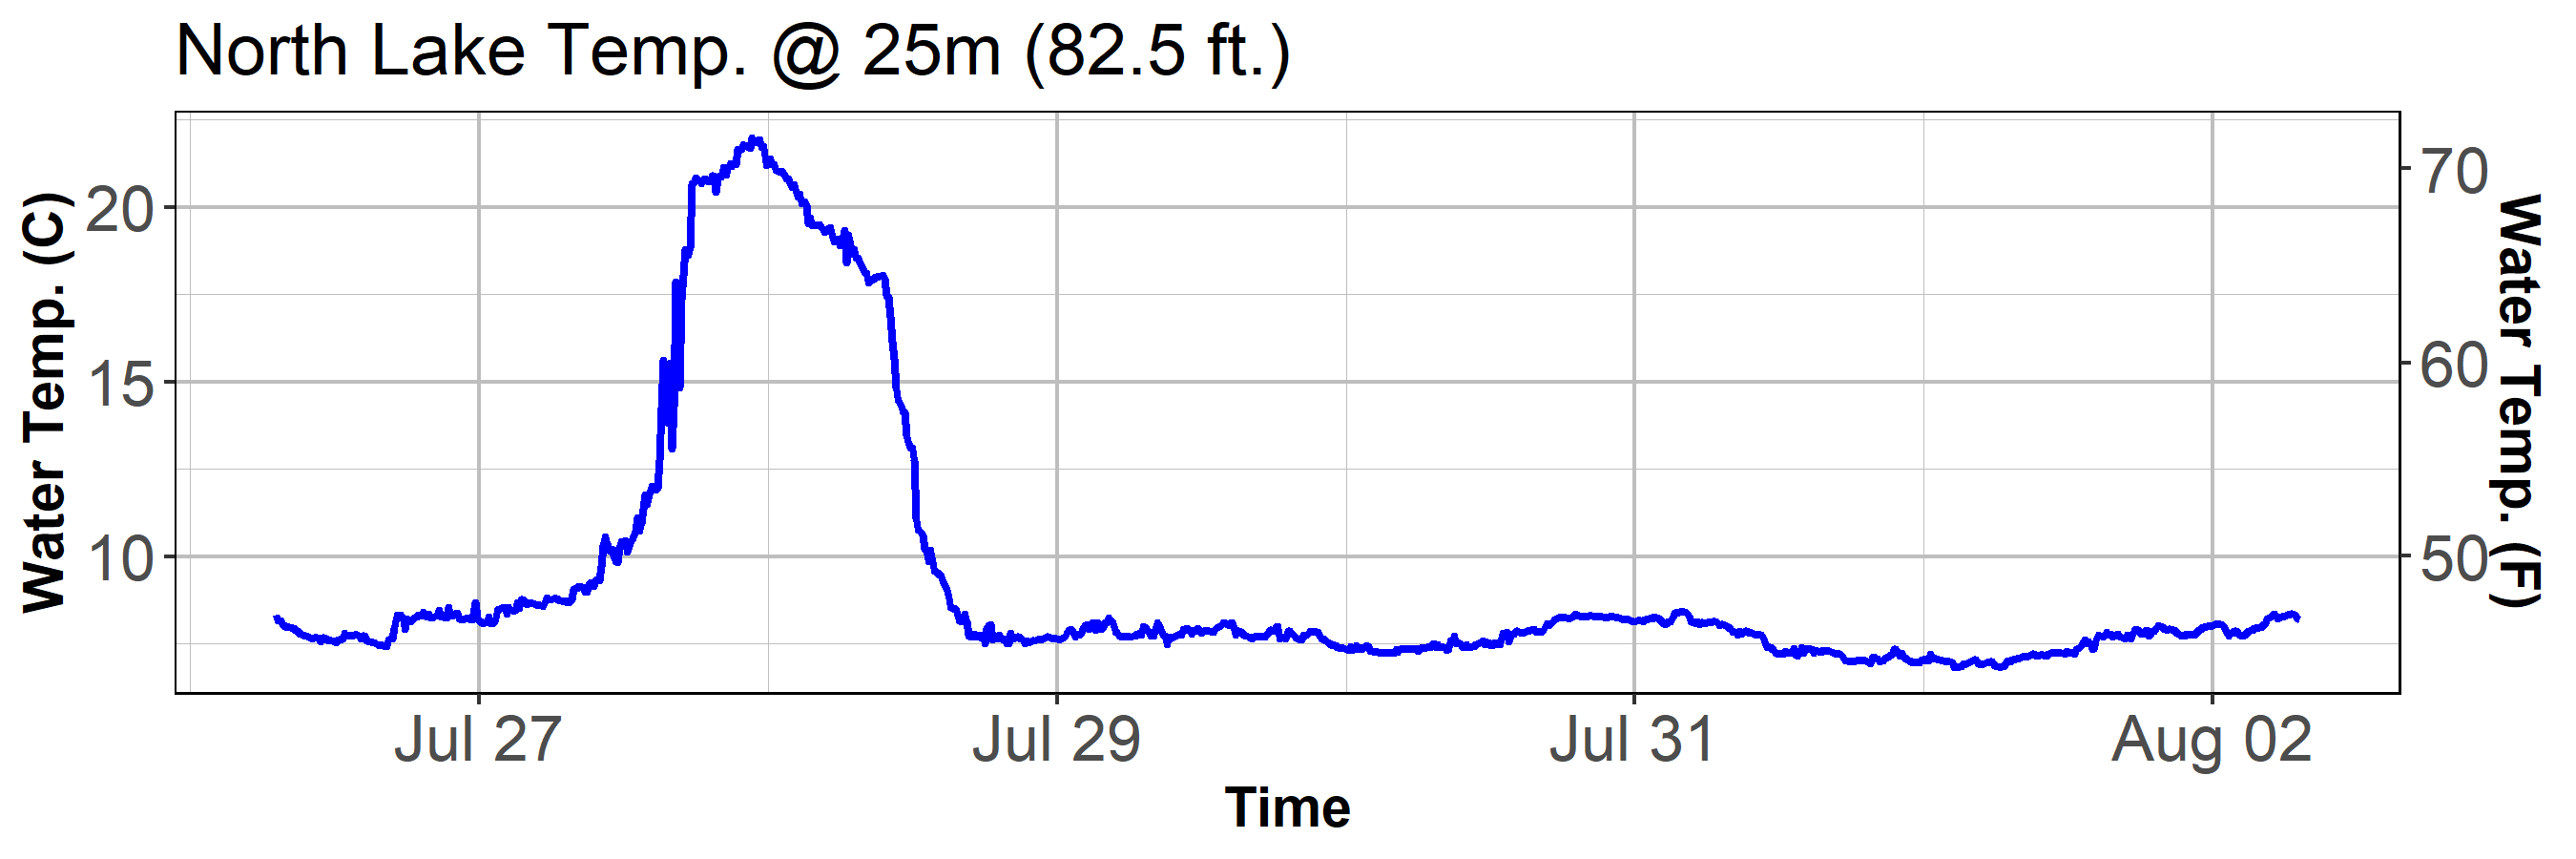 North Lake Temp. @ 25m (82.5 ft.)
Water Temp. (C)
20
15
10
70
60
50
Water Temp. (F)
Jul 27
Jul 29
Jul 31
Aug 02
Time